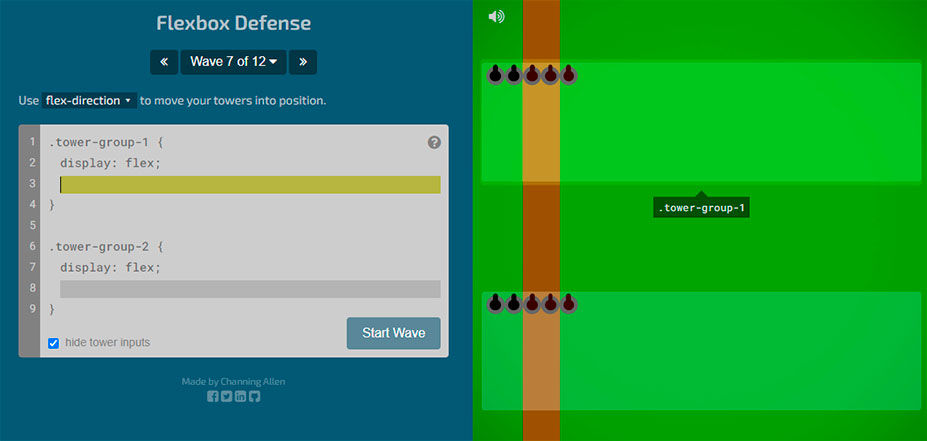 Flexbox Defense
« Wave 7 of 12 »
Use flex-direction to move your towers into position.
1 .tower-group-1 {
2 display: flex;
3
4 }
5
6 .tower-group-2 {
7 display: flex;
8
9 }
?
hide tower inputs
Start Wave
Made by Channing Allen
.tower-group-1